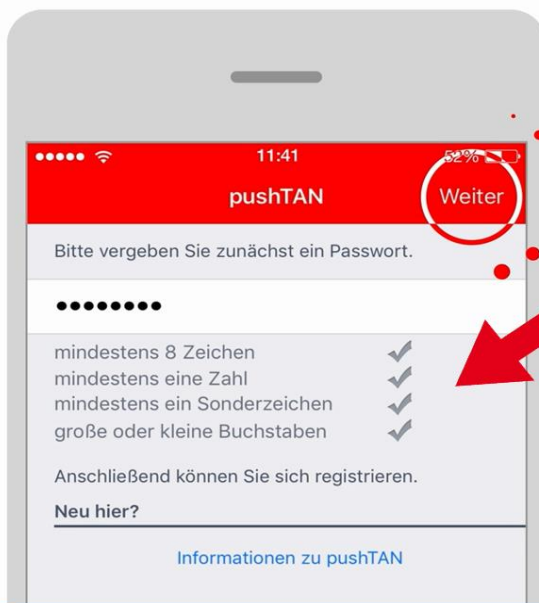 11:41
52%
pushTAN
Weiter
Bitte vergeben Sie zunächst ein Passwort.
••••••••
mindestens 8 Zeichen
mindestens eine Zahl
mindestens ein Sonderzeichen
große oder kleine Buchstaben
Anschließend können Sie sich registrieren.
Neu hier?
Informationen zu pushTAN